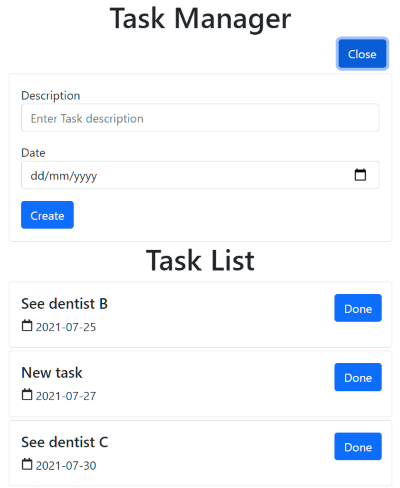 Task Manager
Close
Description
Enter Task description
Date
dd/mm/yyyy
Create
Task List
See dentist B
Done
2021-07-25
New task
Done
2021-07-27
See dentist C
Done
2021-07-30